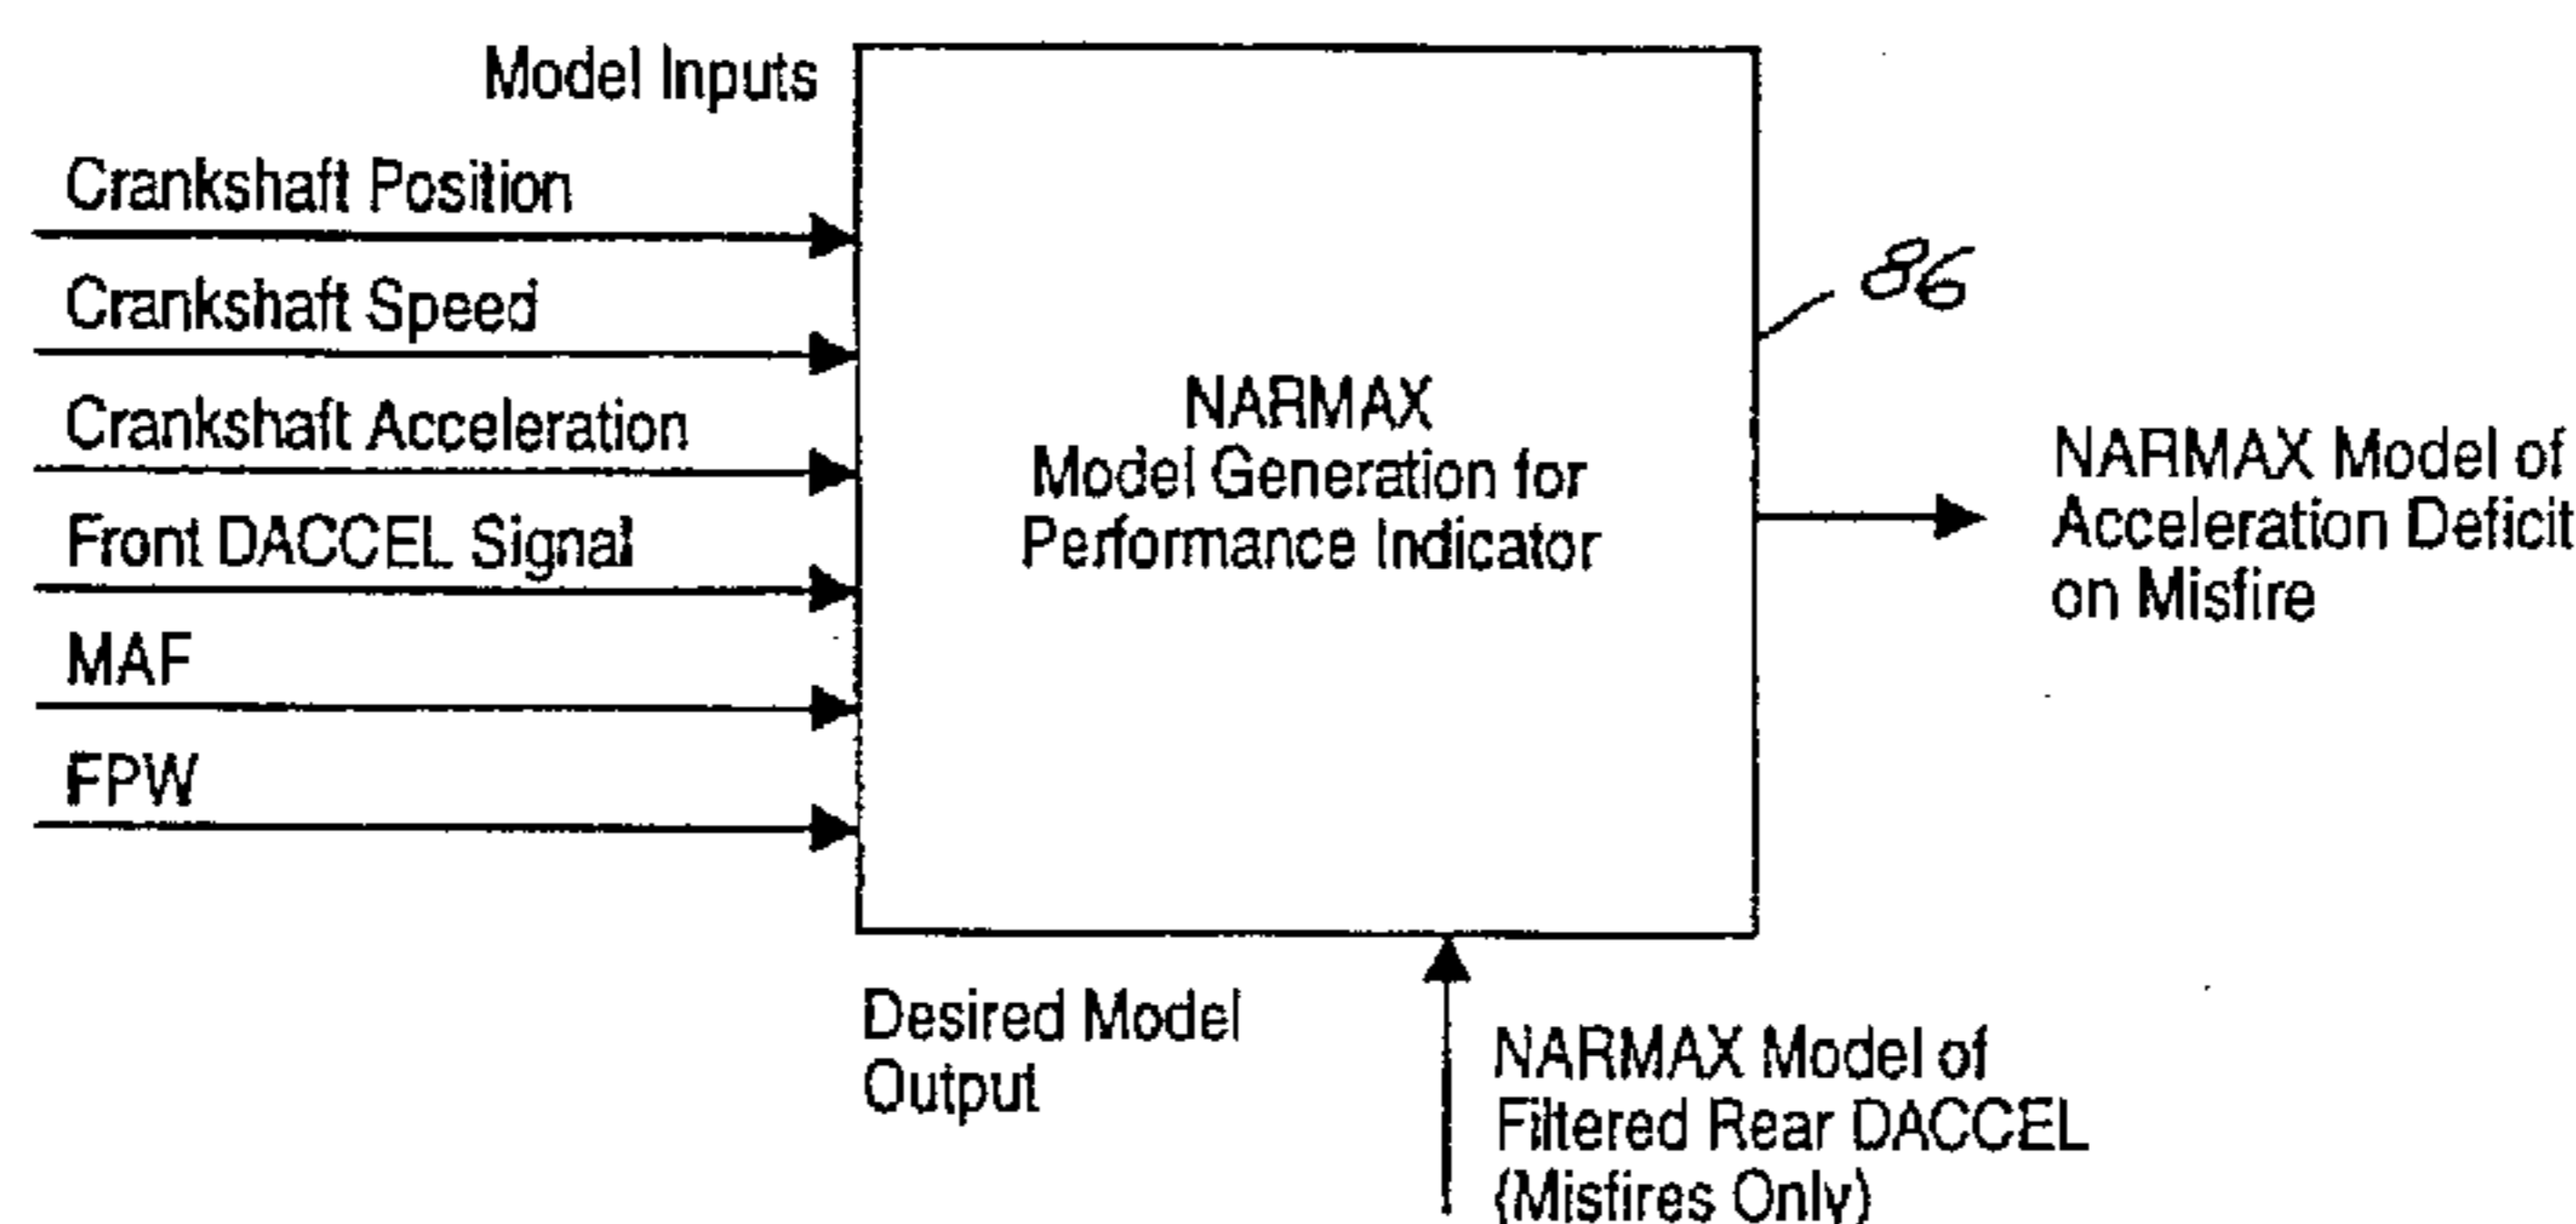 Model Inputs
Crankshaft Position
Crankshaft Speed
Crankshaft Acceleration
Front DACCEL Signal
MAF
FPW
NARMAX
Model Generation for
Performance Indicator
86
NARMAX Model of
Acceleration Deficit
on Misfire
Desired Model
Output
NARMAX Model of
Filtered Rear DACCEL
(Misfires Only)